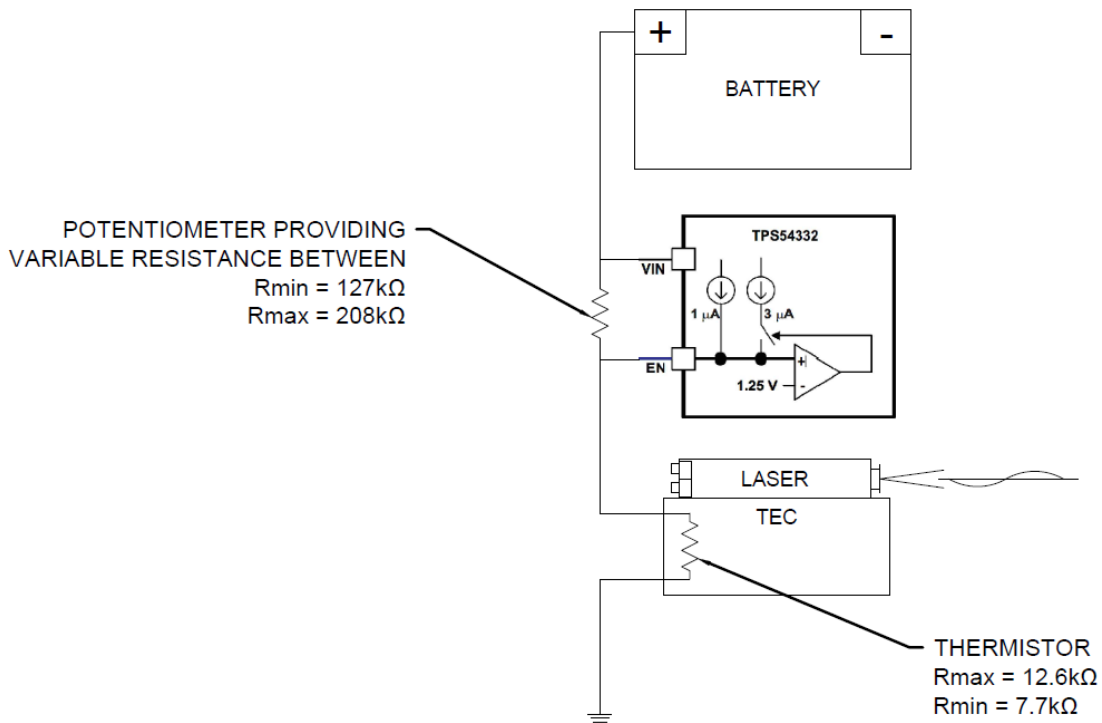 +
-
BATTERY
POTENTIOMETER PROVIDING
VARIABLE RESISTANCE BETWEEN
Rmin = 127kΩ
Rmax = 208kΩ
TPS54332
VIN
1 μA
3 μA
EN
+
1.25 V
-
LASER
TEC
THERMISTOR
Rmax = 12.6kΩ
Rmin = 7.7kΩ